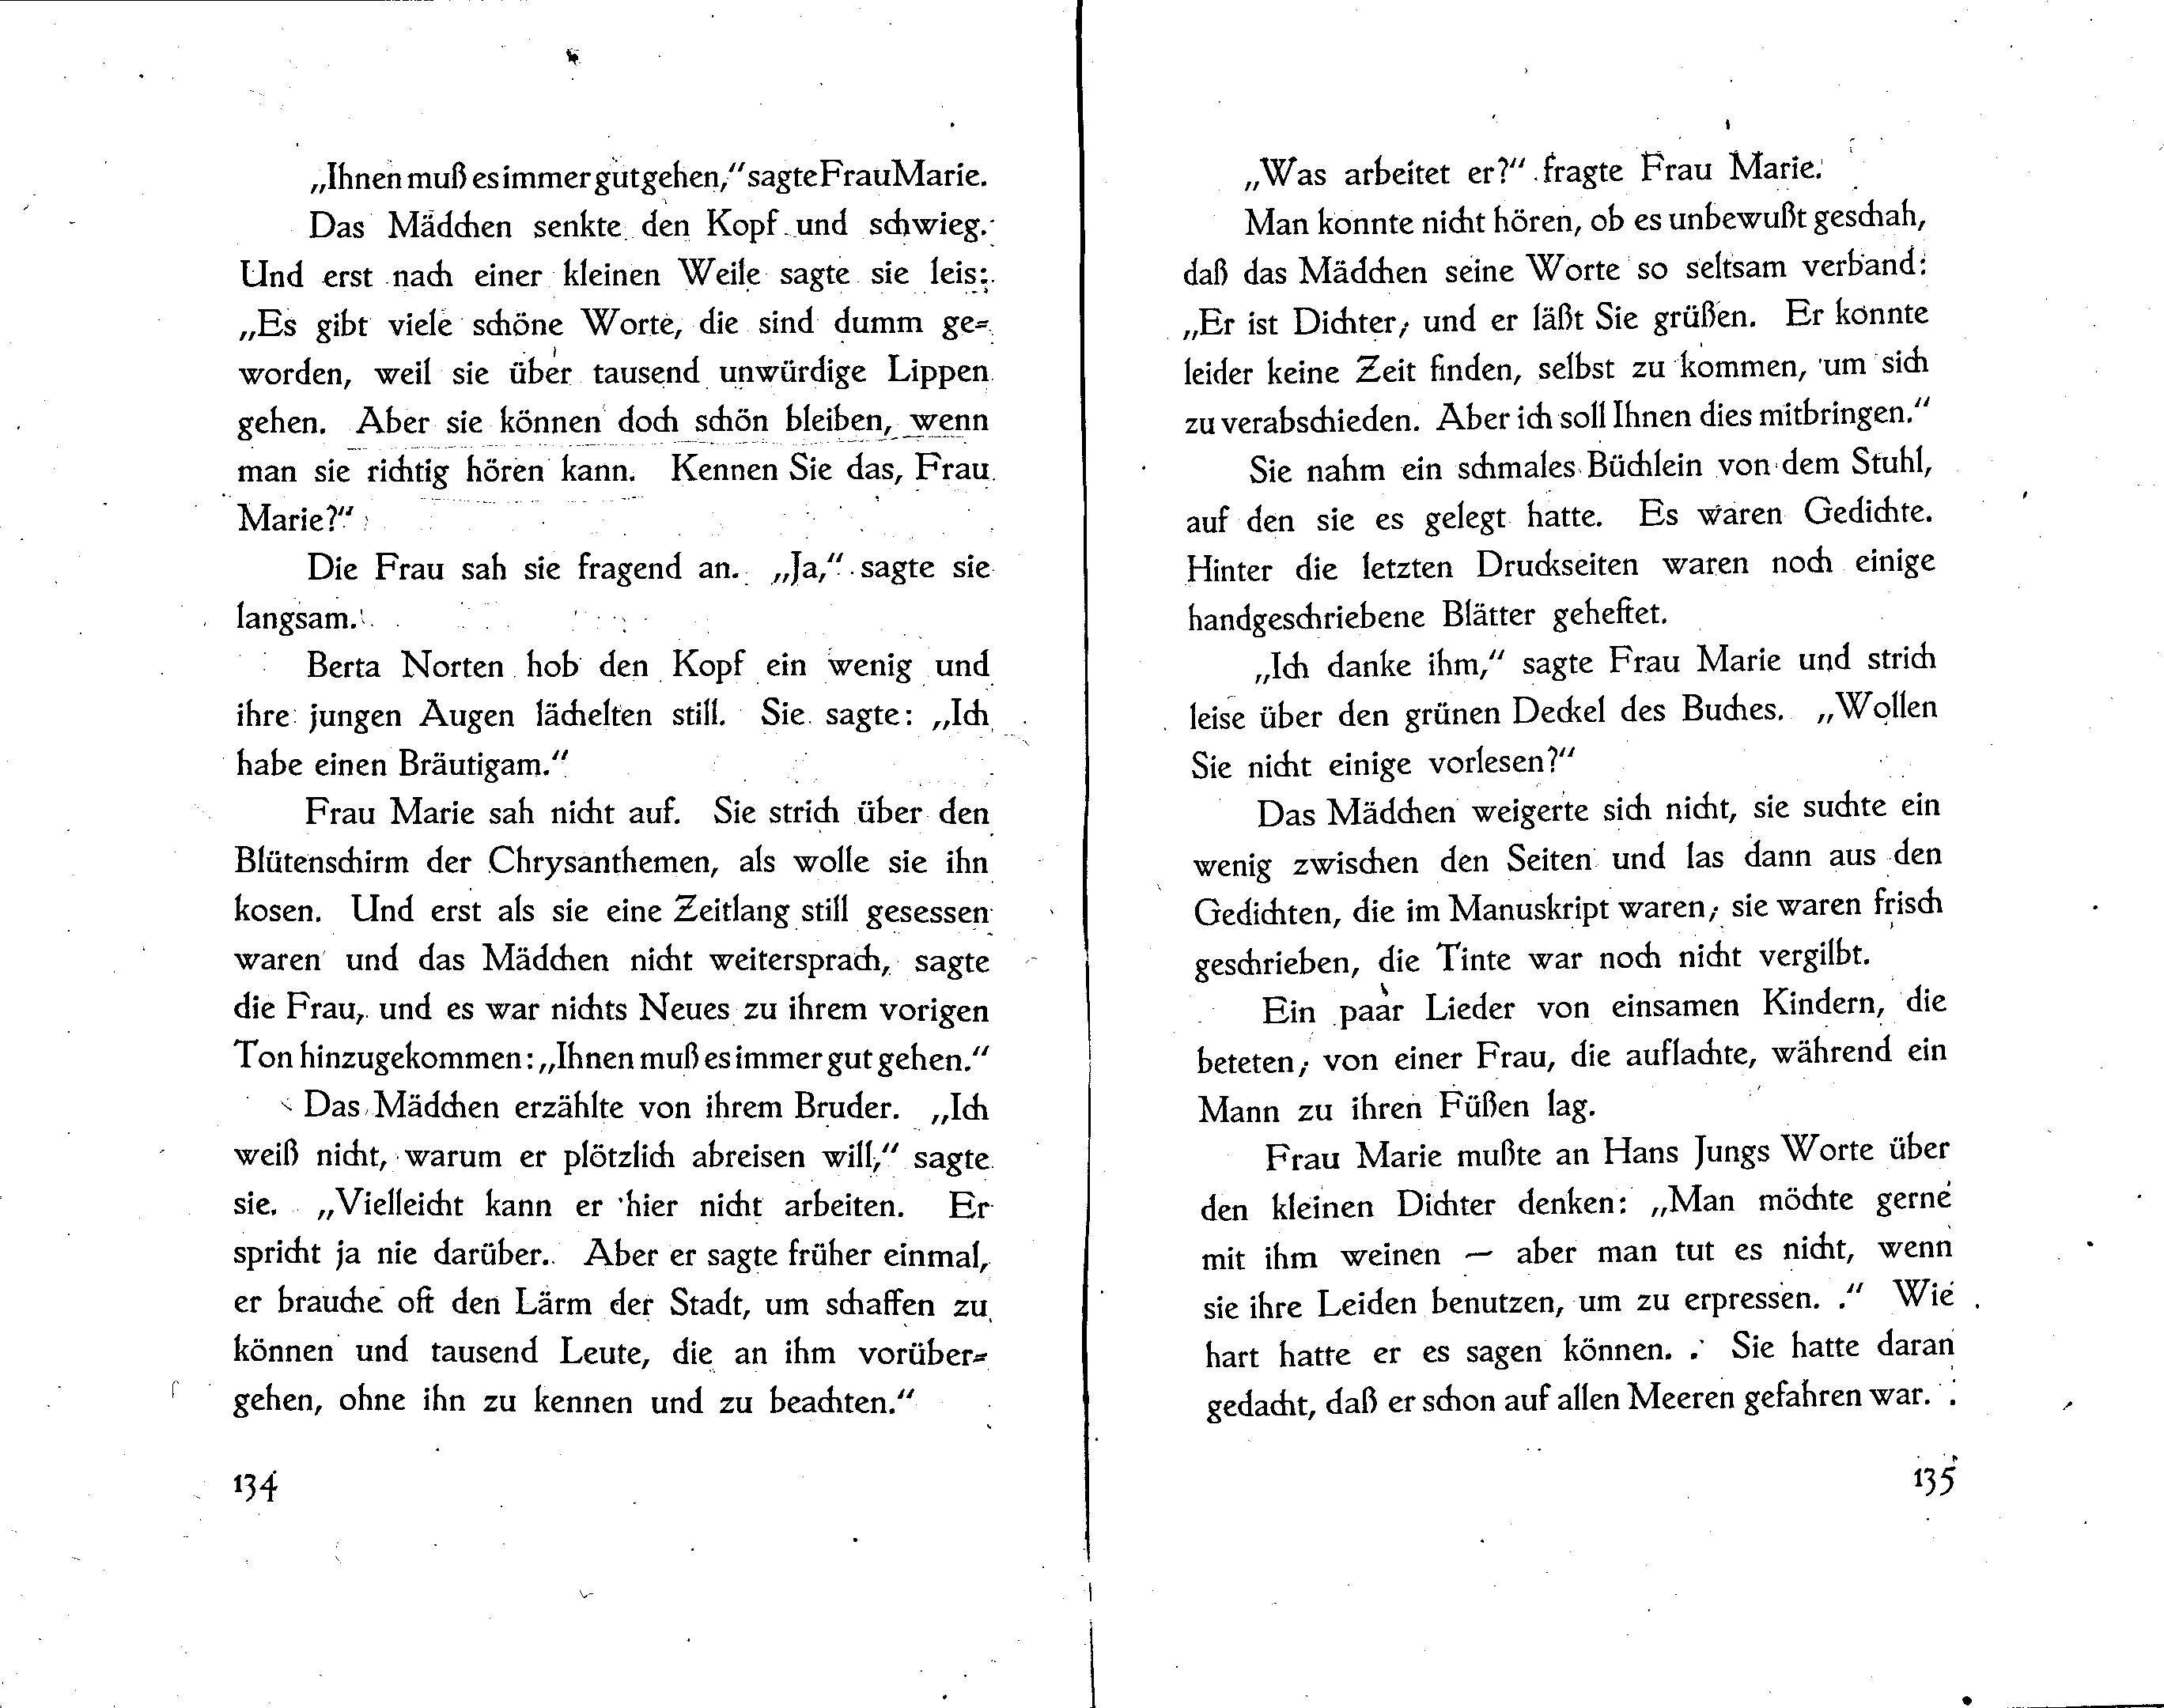 „Ihnen muß es immer gut gehen,“ sagte Frau Marie.
Das Mädchen senkte den Kopf und schwieg.
Und erst nach einer kleinen Weile sagte sie leis:
„Es gibt viele schöne Worte, die sind dumm ge-
worden, weil sie über tausend unwürdige Lippen
gehen. Aber sie können doch schön bleiben, wenn
man sie richtig hören kann. Kennen Sie das, Frau
Marie?“
Die Frau sah sie fragend an. „Ja,“ sagte sie
langsam.
Berta Norten hob den Kopf ein wenig und
ihre jungen Augen lächelten still. Sie sagte: „Ich
habe einen Bräutigam.“
Frau Marie sah nicht auf. Sie strich über den
Blütenschirm der Chrysanthemen, als wolle sie ihn
kosen. Und erst als sie eine Zeitlang still gesessen
waren und das Mädchen nicht weitersprach, sagte
die Frau, und es war nichts Neues zu ihrem vorigen
Ton hinzugekommen: „Ihnen muß es immer gut gehen.“
Das Mädchen erzählte von ihrem Bruder. „Ich
weiß nicht, warum er plötzlich abreisen will,“ sagte
sie. „Vielleicht kann er hier nicht arbeiten. Er
spricht ja nie darüber. Aber er sagte früher einmal,
er brauche oft den Lärm der Stadt, um schaffen zu
können und tausend Leute, die an ihm vorüber-
gehen, ohne ihn zu kennen und zu beachten.“
134
„Was arbeitet er?“ fragte Frau Marie.
Man konnte nicht hören, ob es unbewußt geschah,
daß das Mädchen seine Worte so seltsam verband:
„Er ist Dichter; und er läßt Sie grüßen. Er konnte
leider keine Zeit finden, selbst zu kommen, um sich
zu verabschieden. Aber ich soll Ihnen dies mitbringen.“
Sie nahm ein schmales Büchlein von dem Stuhl,
auf den sie es gelegt hatte. Es waren Gedichte.
Hinter die letzten Druckseiten waren noch einige
handgeschriebene Blätter geheftet.
„Ich danke ihm,“ sagte Frau Marie und strich
leise über den grünen Deckel des Buches. „Wollen
Sie nicht einige vorlesen?“
Das Mädchen weigerte sich nicht, sie suchte ein
wenig zwischen den Seiten und las dann aus den
Gedichten, die im Manuskript waren; sie waren frisch
geschrieben, die Tinte war noch nicht vergilbt.
Ein paar Lieder von einsamen Kindern, die
beteten; von einer Frau, die auflachte, während ein
Mann zu ihren Füßen lag.
Frau Marie mußte an Hans Jungs Worte über
den kleinen Dichter denken: „Man möchte gerne
mit ihm weinen — aber man tut es nicht, wenn
sie ihre Leiden benutzen, um zu erpressen. .“ Wie
hart hatte er es sagen können. . Sie hatte daran
gedacht, daß er schon auf allen Meeren gefahren war. .
135